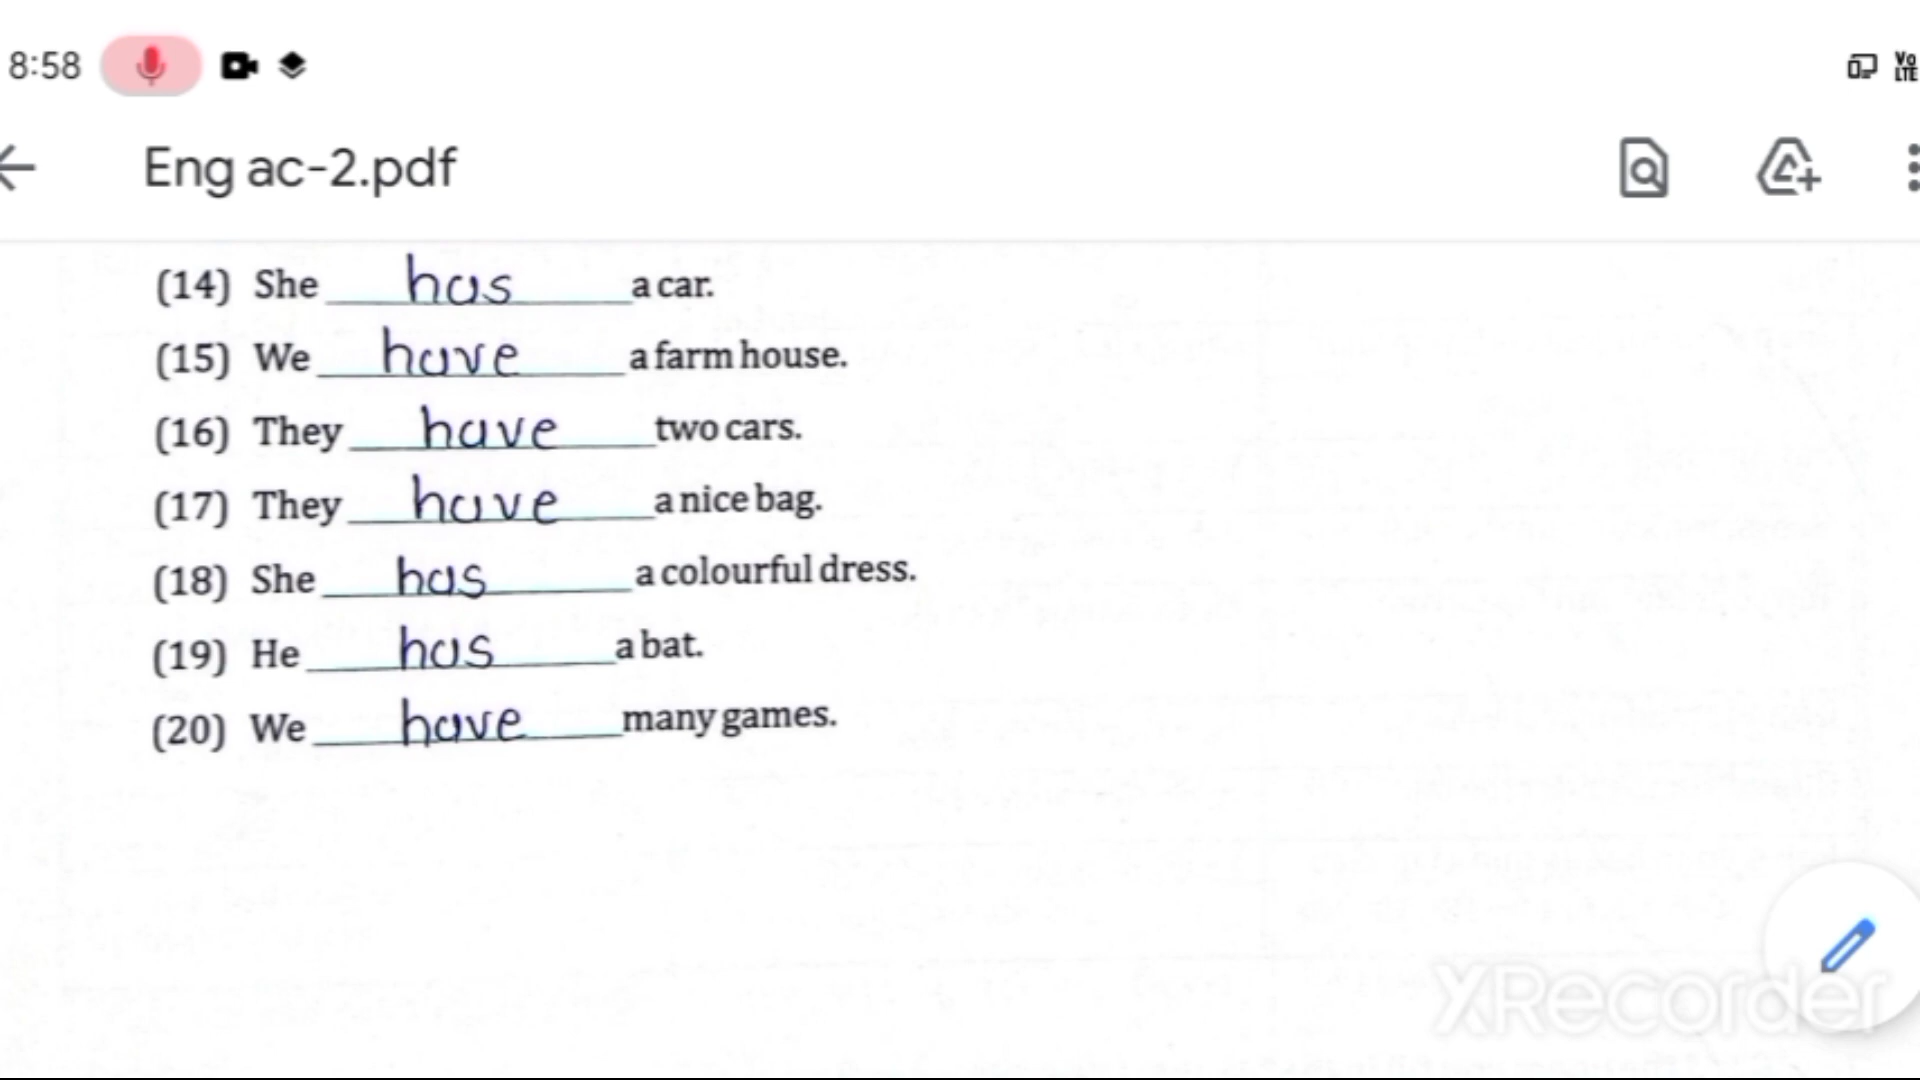 8:58
Vo LTE
Eng ac-2.pdf
(14) She has a car.
(15) We have a farm house.
(16) They have two cars.
(17) They have a nice bag.
(18) She has a colourful dress.
(19) He has a bat.
(20) We have many games.
XRecorder